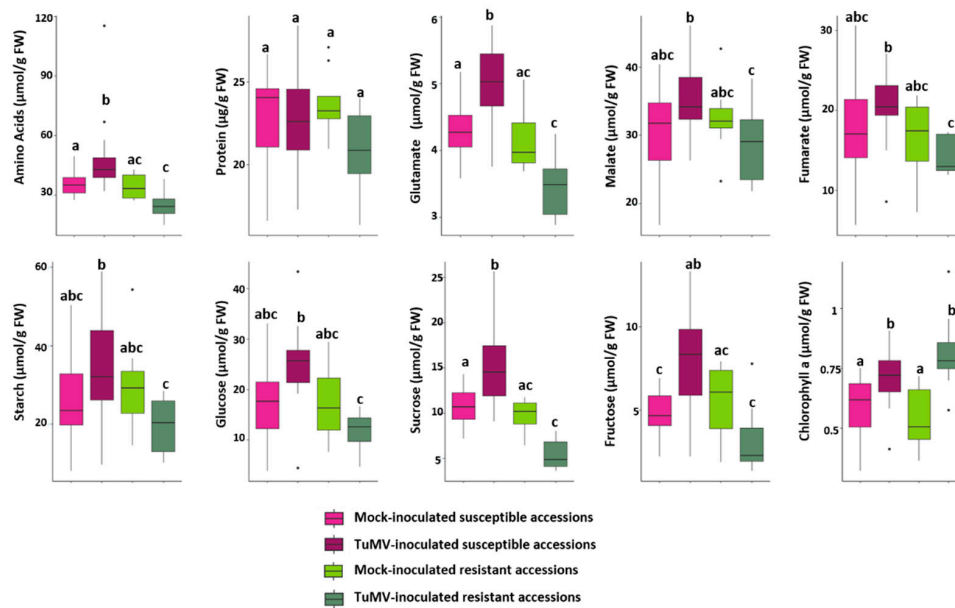 Amino Acids (µmol/g FW)
120
90
60
30
a
b
ac
c
Protein (µg/g FW)
25
20
a
a
a
a
Glutamate (µmol/g FW)
6
5
4
3
a
b
ac
c
Malate (µmol/g FW)
40
30
20
abc
b
abc
c
Fumarate (µmol/g FW)
30
20
10
abc
b
abc
c
Starch (µmol/g FW)
60
40
20
abc
b
abc
c
Glucose (µmol/g FW)
40
30
20
10
abc
b
abc
c
Sucrose (µmol/g FW)
25
20
15
10
5
a
b
ac
c
Fructose (µmol/g FW)
10
5
a
ab
abc
c
Chlorophyll a (µmol/g FW)
1
0.75
0.5
a
b
a
b
Mock-inoculated susceptible accessions
TuMV-inoculated susceptible accessions
Mock-inoculated resistant accessions
TuMV-inoculated resistant accessions